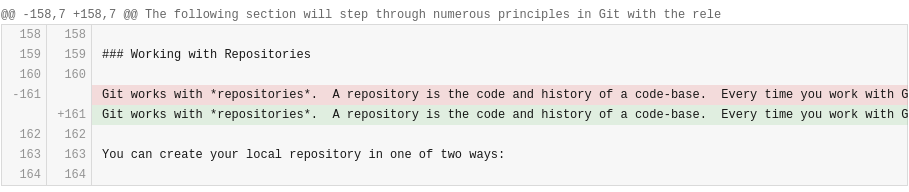 @@ -158,7 +158,7 @@ The following section will step through numerous principles in Git with the rele
158 158
159 159 ### Working with Repositories
160 160
-161 Git works with *repositories*.  A repository is the code and history of a code-base.  Every time you work with G
+161 Git works with *repositories*.  A repository is the code and history of a code-base.  Every time you work with G
162 162
163 163 You can create your local repository in one of two ways:
164 164